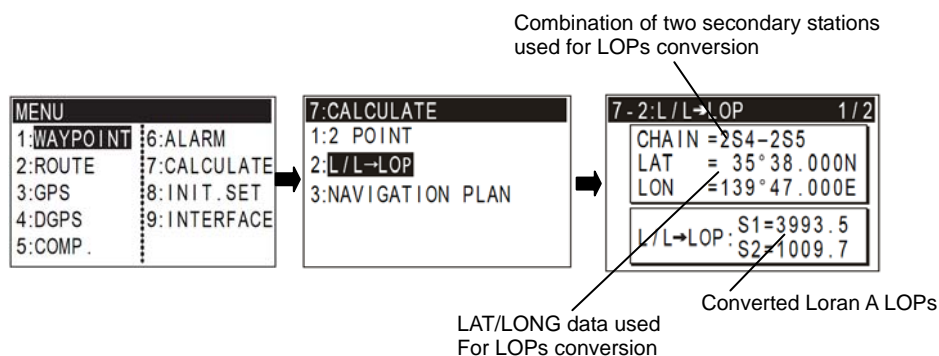 Combination of two secondary stations
used for LOPs conversion
MENU
1:WAYPOINT 6:ALARM
2:ROUTE 7:CALCULATE
3:GPS 8:INIT.SET
4:DGPS 9:INTERFACE
5:COMP.
7:CALCULATE
1:2 POINT
2:L/L→LOP
3:NAVIGATION PLAN
7-2:L/L→LOP 1/2
CHAIN =2S4-2S5
LAT = 35°38.000N
LON =139°47.000E
L/L→LOP: S1=3993.5
S2=1009.7
Converted Loran A LOPs
LAT/LONG data used
For LOPs conversion